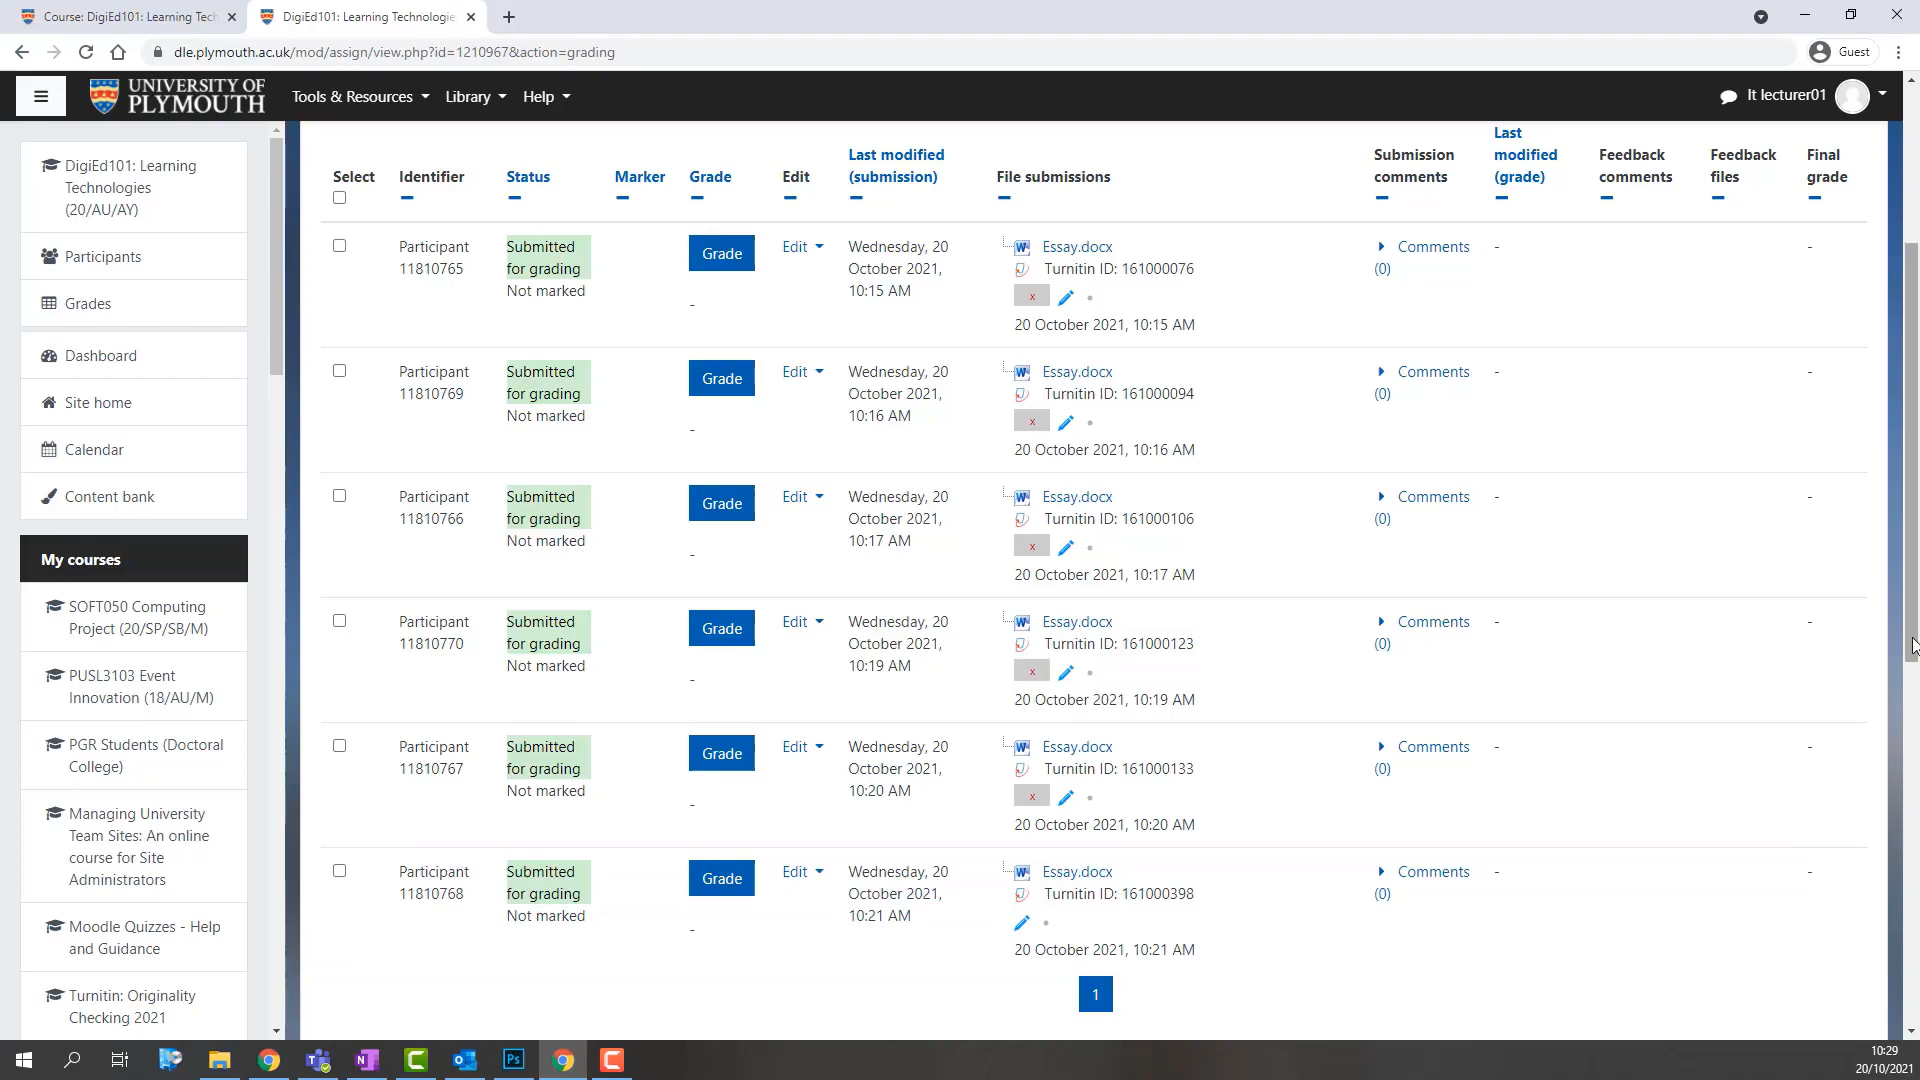 Course: DigiEd101: Learning Tech
DigiEd101: Learning Technologie
dle.plymouth.ac.uk/mod/assign/view.php?id=1210967&action=grading
Guest
UNIVERSITY OF
PLYMOUTH
Tools & Resources
Library
Help
lt lecturer01
DigiEd101: Learning
Technologies
(20/AU/AY)
Participants
Grades
Dashboard
Site home
Calendar
Content bank
My courses
SOFT050 Computing
Project (20/SP/SB/M)
PUSL3103 Event
Innovation (18/AU/M)
PGR Students (Doctoral
College)
Managing University
Team Sites: An online
course for Site
Administrators
Moodle Quizzes - Help
and Guidance
Turnitin: Originality
Checking 2021
Select
Identifier
Status
Marker
Grade
Edit
Last modified
(submission)
File submissions
Submission
comments
Last
modified
(grade)
Feedback
comments
Feedback
files
Final
grade
Participant
11810765
Submitted
for grading
Not marked
Grade
-
Edit
Wednesday, 20
October 2021,
10:15 AM
Essay.docx
Turnitin ID: 161000076
x
20 October 2021, 10:15 AM
Comments
(0)
-
-
Participant
11810769
Submitted
for grading
Not marked
Grade
-
Edit
Wednesday, 20
October 2021,
10:16 AM
Essay.docx
Turnitin ID: 161000094
x
20 October 2021, 10:16 AM
Comments
(0)
-
-
Participant
11810766
Submitted
for grading
Not marked
Grade
-
Edit
Wednesday, 20
October 2021,
10:17 AM
Essay.docx
Turnitin ID: 161000106
x
20 October 2021, 10:17 AM
Comments
(0)
-
-
Participant
11810770
Submitted
for grading
Not marked
Grade
-
Edit
Wednesday, 20
October 2021,
10:19 AM
Essay.docx
Turnitin ID: 161000123
x
20 October 2021, 10:19 AM
Comments
(0)
-
-
Participant
11810767
Submitted
for grading
Not marked
Grade
-
Edit
Wednesday, 20
October 2021,
10:20 AM
Essay.docx
Turnitin ID: 161000133
x
20 October 2021, 10:20 AM
Comments
(0)
-
-
Participant
11810768
Submitted
for grading
Not marked
Grade
-
Edit
Wednesday, 20
October 2021,
10:21 AM
Essay.docx
Turnitin ID: 161000398
20 October 2021, 10:21 AM
Comments
(0)
-
-
1
10:29
20/10/2021